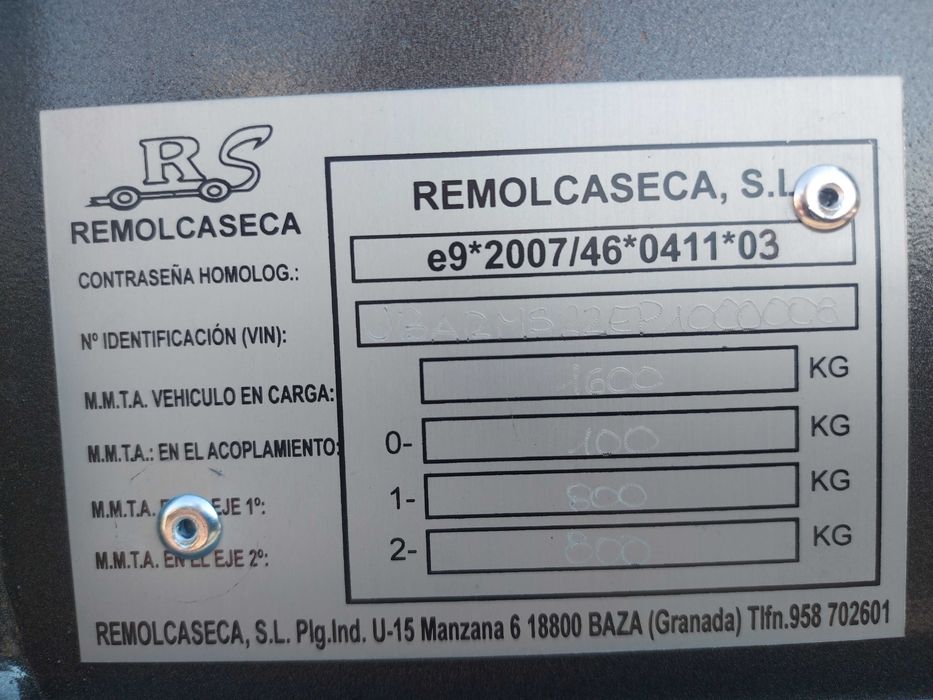 RS
REMOLCASECA
REMOLCASECA, S.L
CONTRASEÑA HOMOLOG.: e9*2007/46*0411*03
Nº IDENTIFICACIÓN (VIN):
M.M.T.A. VEHICULO EN CARGA: 1600 KG
M.M.T.A.: EN EL ACOPLAMIENTO: 0- 100 KG
M.M.T.A. EJE 1º: 1- 800 KG
M.M.T.A. EN EL EJE 2º: 2- 800 KG
REMOLCASECA, S.L. Plg.Ind. U-15 Manzana 6 18800 BAZA (Granada) Tlfn.958 702601